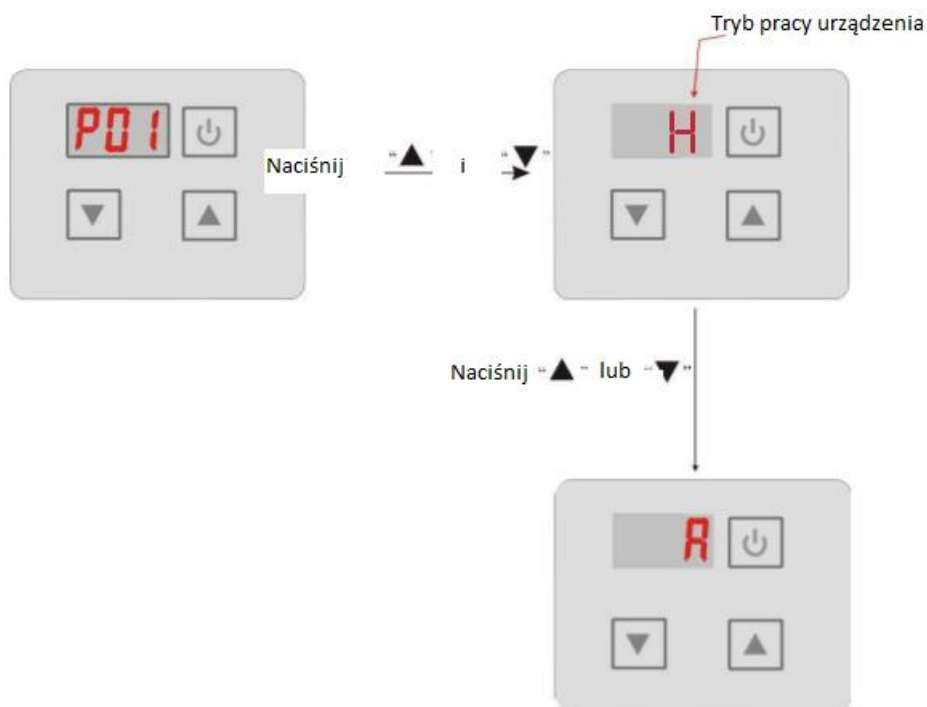 Tryb pracy urządzenia
P01
H
Naciśnij “▲” i “▼”
Naciśnij “▲” lub “▼”
A